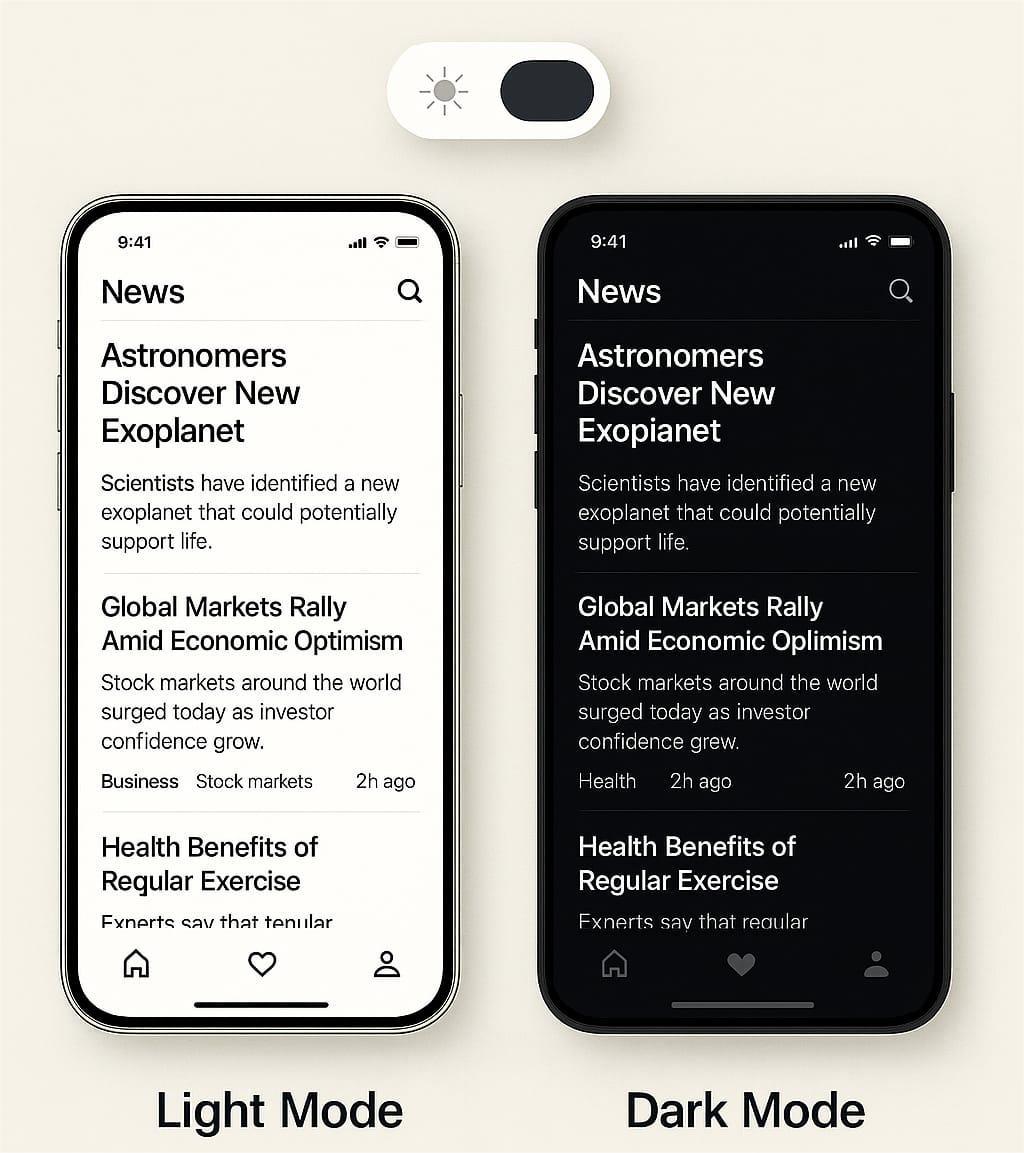 9:41
News
Astronomers
Discover New
Exoplanet
Scientists have identified a new
exoplanet that could potentially
support life.
Global Markets Rally
Amid Economic Optimism
Stock markets around the world
surged today as investor
confidence grow.
Business Stock markets 2h ago
Health Benefits of
Reqular Exercise
Experts say that tenular
9:41
News
Astronomers
Discover New
Exopianet
Scientists have identified a new
exoplanet that could potentially
support life.
Global Markets Rally
Amid Economic Oplimism
Stock markets around the world
surged today as investor
confidence grew.
Health 2h ago 2h ago
Health Benefits of
Regular Exercise
Experts say that regular
Light Mode
Dark Mode